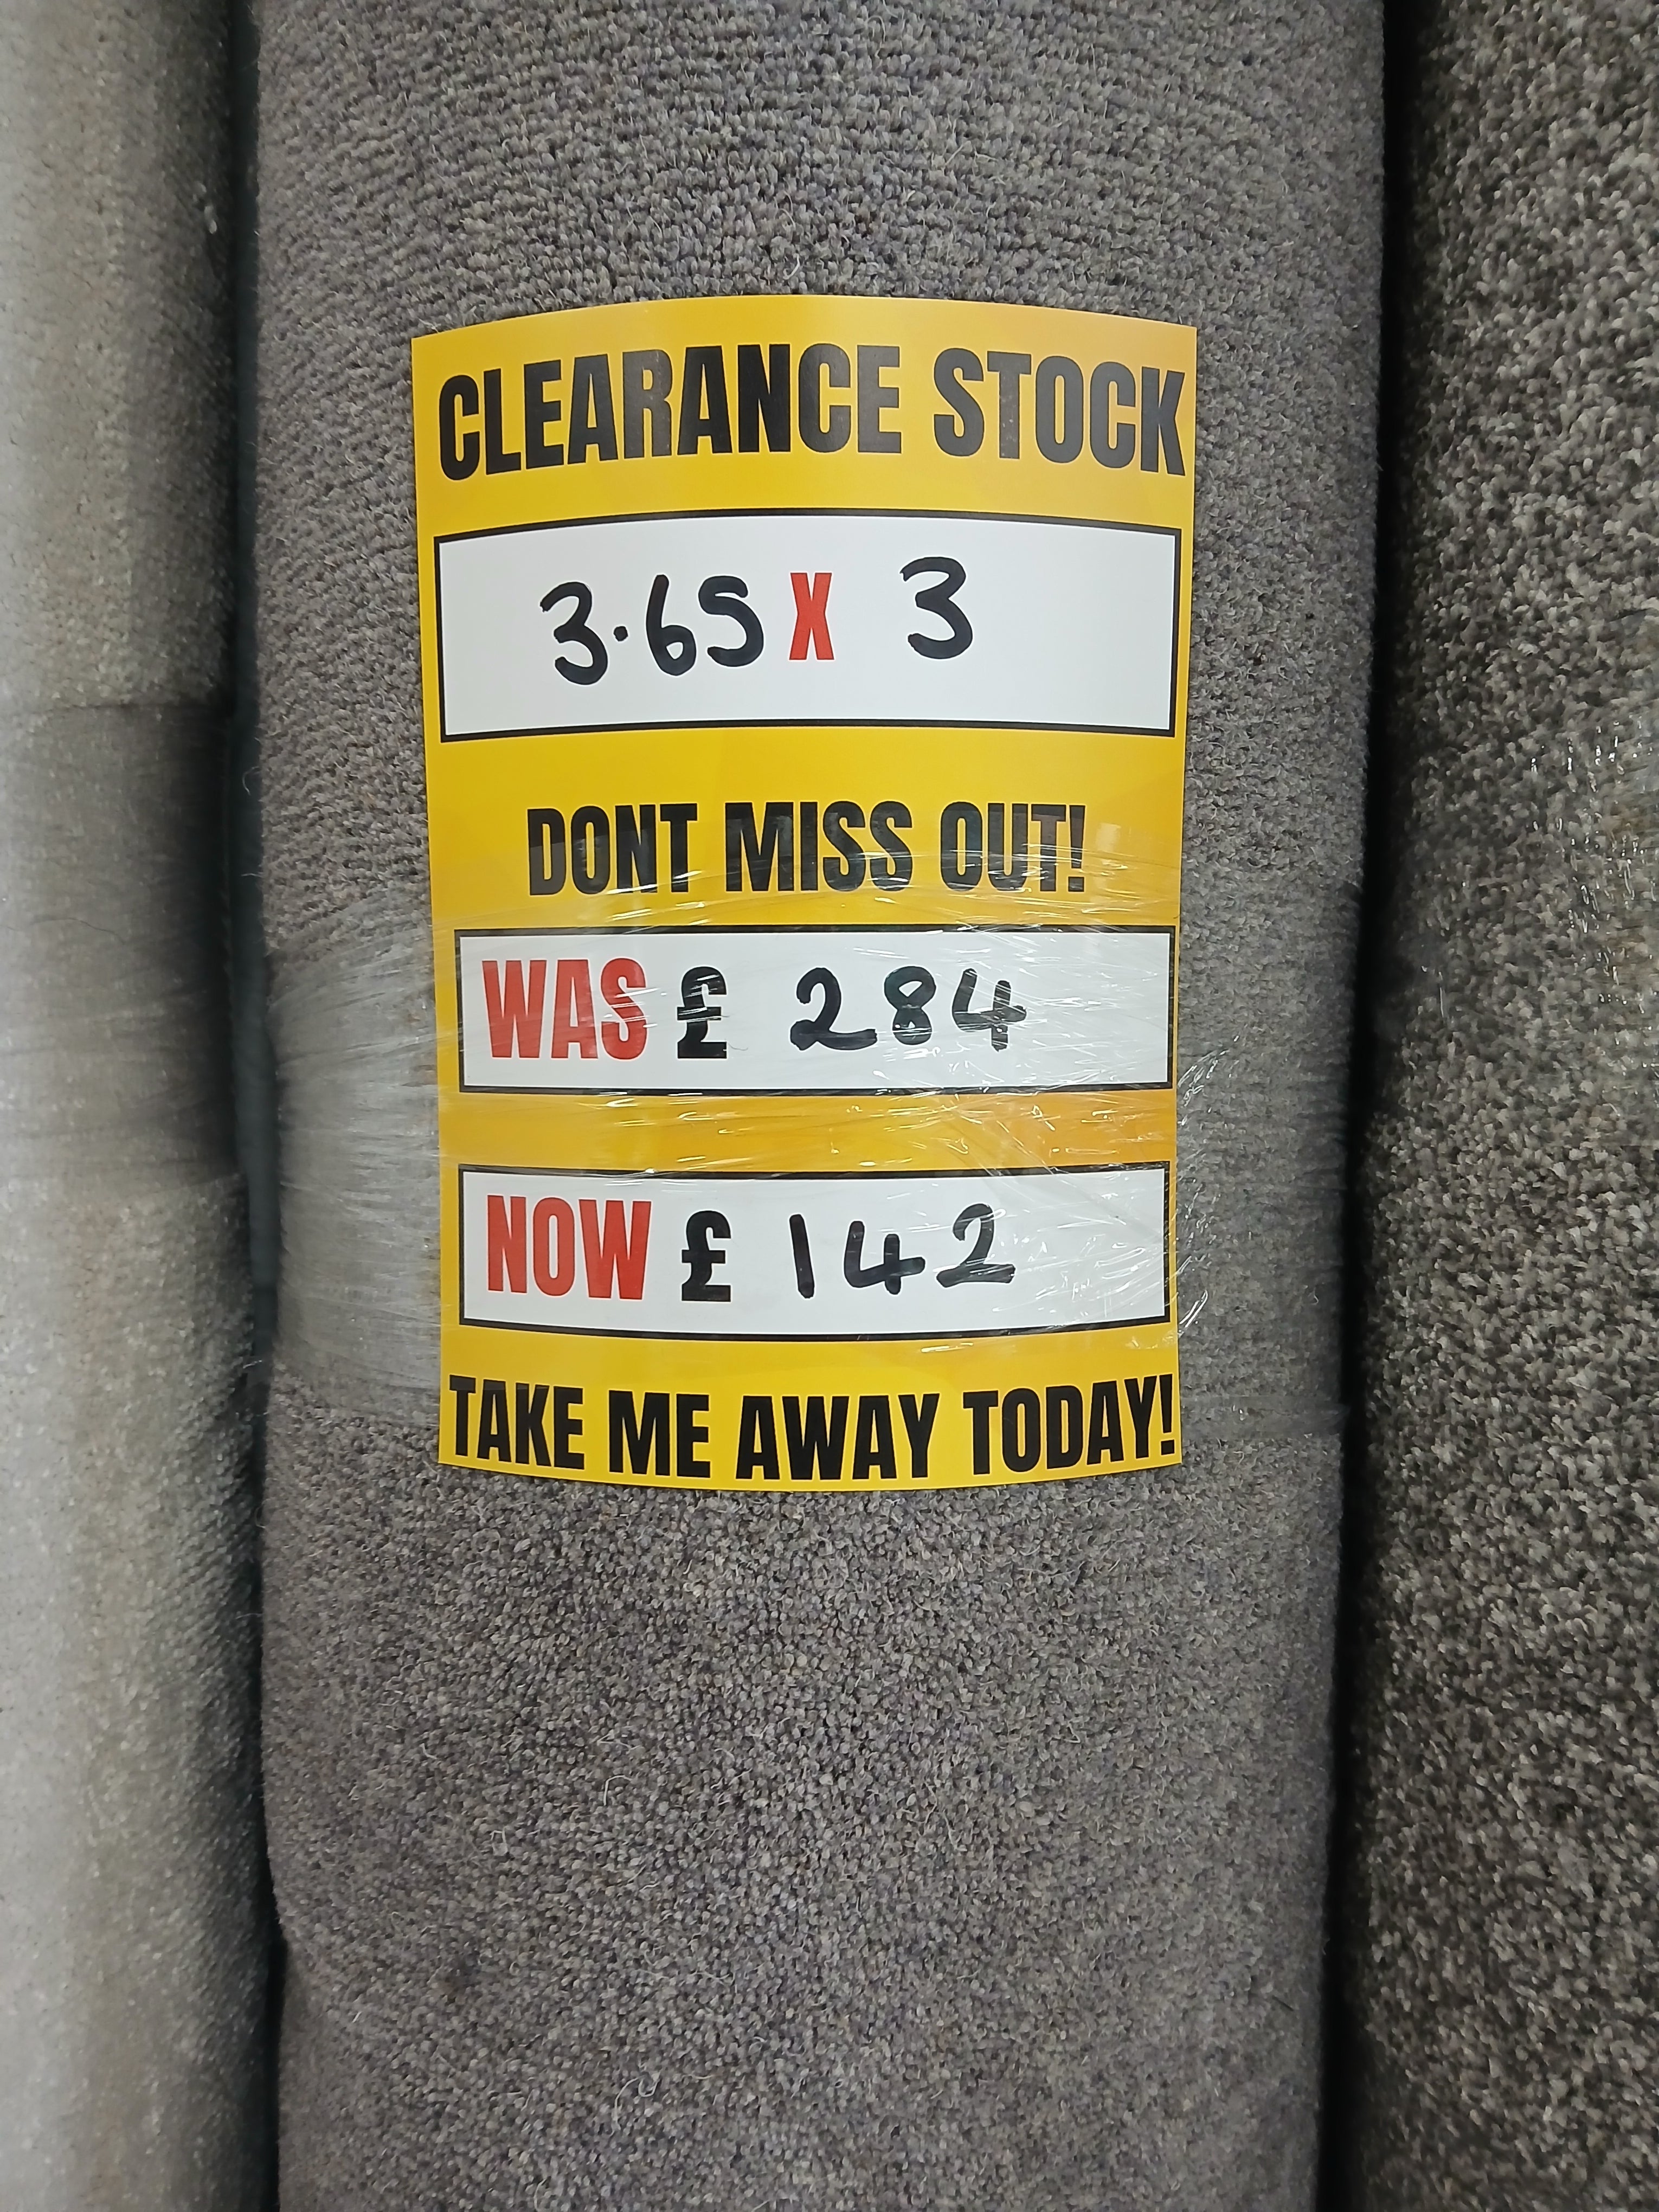 CLEARANCE STOCK
3.65 X 3
DONT MISS OUT!
WAS £ 284
NOW £ 142
TAKE ME AWAY TODAY!